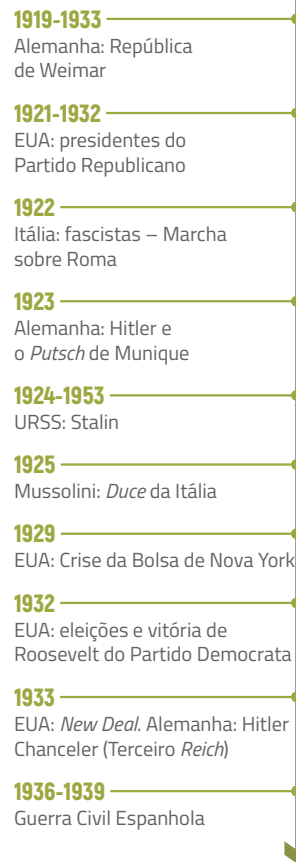 1919-1933
Alemanha: República
de Weimar
1921-1932
EUA: presidentes do
Partido Republicano
1922
Itália: fascistas – Marcha
sobre Roma
1923
Alemanha: Hitler e
o Putsch de Munique
1924-1953
URSS: Stalin
1925
Mussolini: Duce da Itália
1929
EUA: Crise da Bolsa de Nova York
1932
EUA: eleições e vitória de
Roosevelt do Partido Democrata
1933
EUA: New Deal. Alemanha: Hitler
Chanceler (Terceiro Reich)
1936-1939
Guerra Civil Espanhola